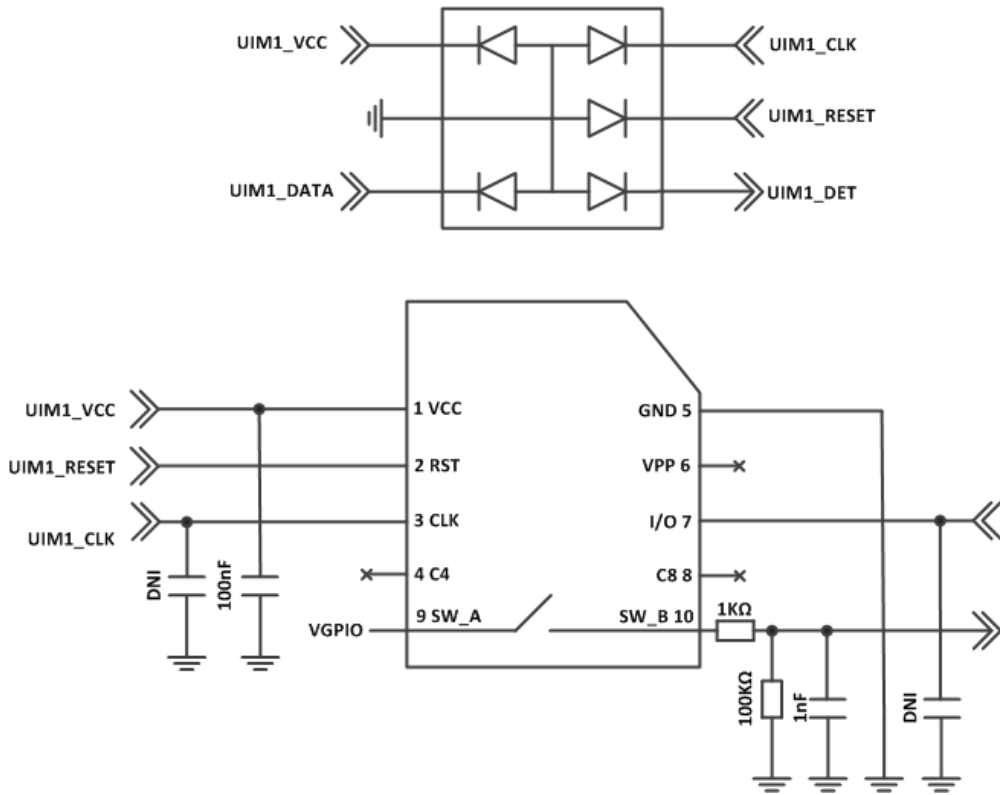 UIM1_VCC
UIM1_CLK
UIM1_RESET
UIM1_DATA
UIM1_DET
UIM1_VCC
1 VCC
GND 5
UIM1_RESET
2 RST
VPP 6
UIM1_CLK
3 CLK
I/O 7
DNI
100nF
4 C4
C8 8
VGPIO
9 SW_A
SW_B 10
1KΩ
100KΩ
1nF
DNI